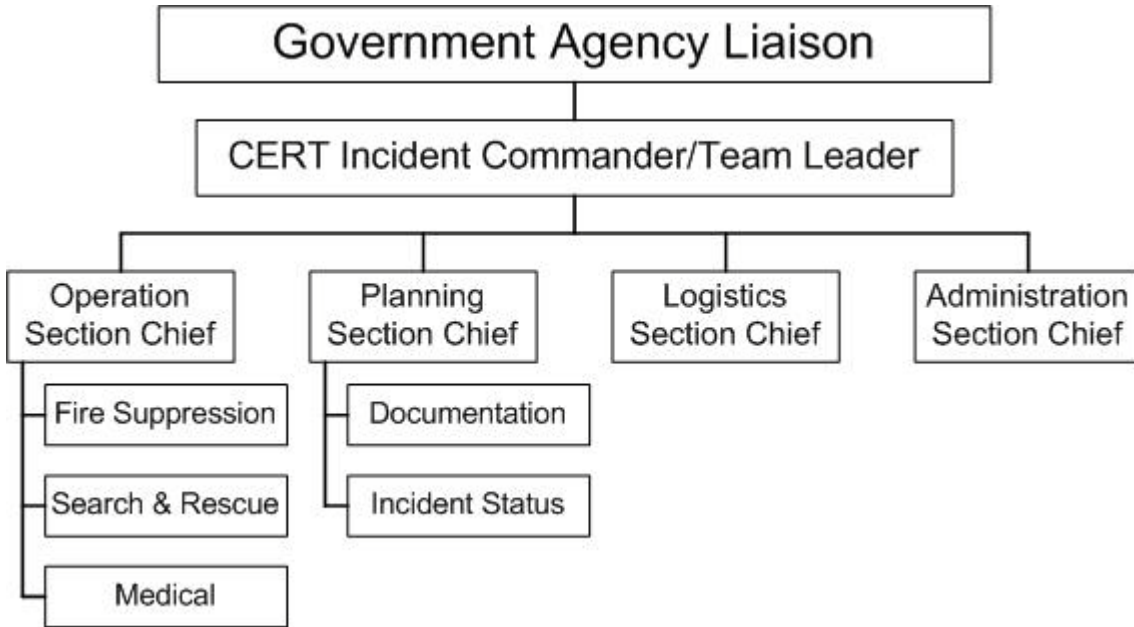 Government Agency Liaison
CERT Incident Commander/Team Leader
Operation
Section Chief
Planning
Section Chief
Logistics
Section Chief
Administration
Section Chief
Fire Suppression
Search & Rescue
Medical
Documentation
Incident Status